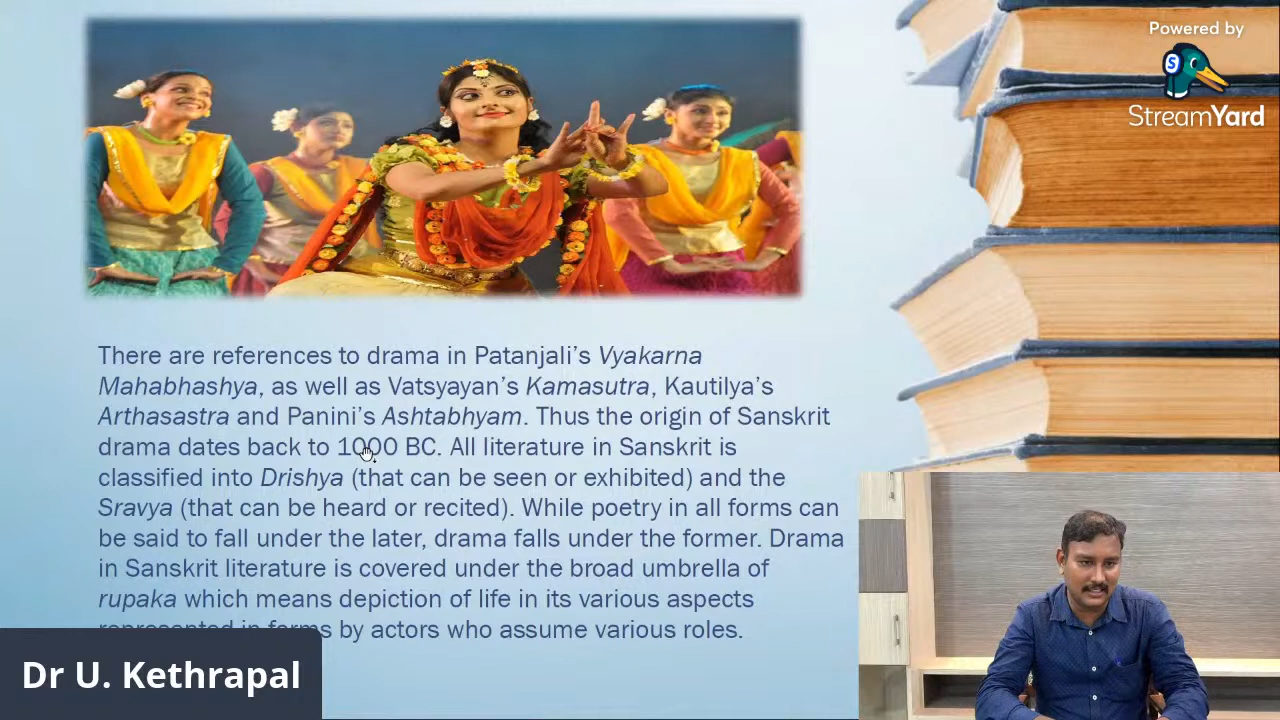 Powered by
StreamYard
There are references to drama in Patanjali's Vyakarna
Mahabhashya, as well as Vatsyayan's Kamasutra, Kautilya's
Arthasastra and Panini's Ashtabhyam. Thus the origin of Sanskrit
drama dates back to 1000 BC. All literature in Sanskrit is
classified into Drishya (that can be seen or exhibited) and the
Sravya (that can be heard or recited). While poetry in all forms can
be said to fall under the later, drama falls under the former. Drama
in Sanskrit literature is covered under the broad umbrella of
rupaka which means depiction of life in its various aspects
represented in forms by actors who assume various roles.
Dr U. Kethrapal